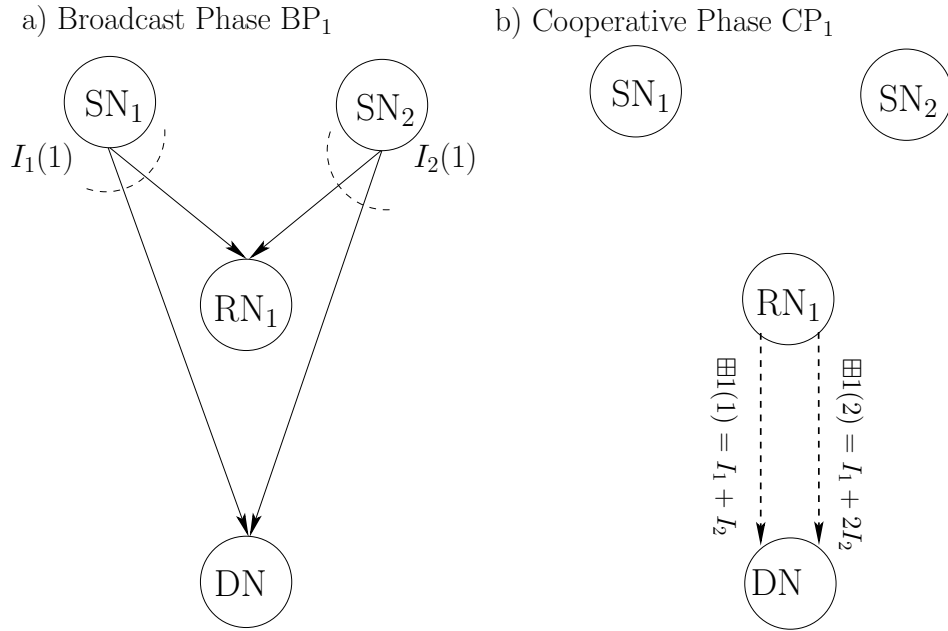 a) Broadcast Phase BP₁
SN₁
SN₂
I₁(1)
I₂(1)
RN₁
DN
b) Cooperative Phase CP₁
SN₁
SN₂
RN₁
⊞1(1) = I₁ + I₂
⊞1(2) = I₁ + 2I₂
DN